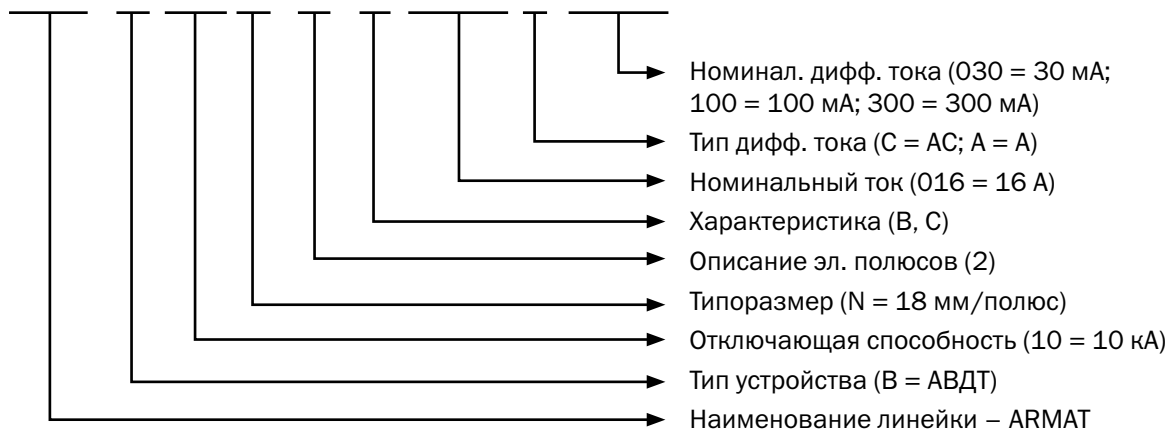 Номинал. дифф. тока (030 = 30 мА;
100 = 100 мА; 300 = 300 мА)
Тип дифф. тока (C = AC; A = A)
Номинальный ток (016 = 16 А)
Характеристика (B, C)
Описание эл. полюсов (2)
Типоразмер (N = 18 мм/полюс)
Отключающая способность (10 = 10 кА)
Тип устройства (B = АВДТ)
Наименование линейки – ARMAT